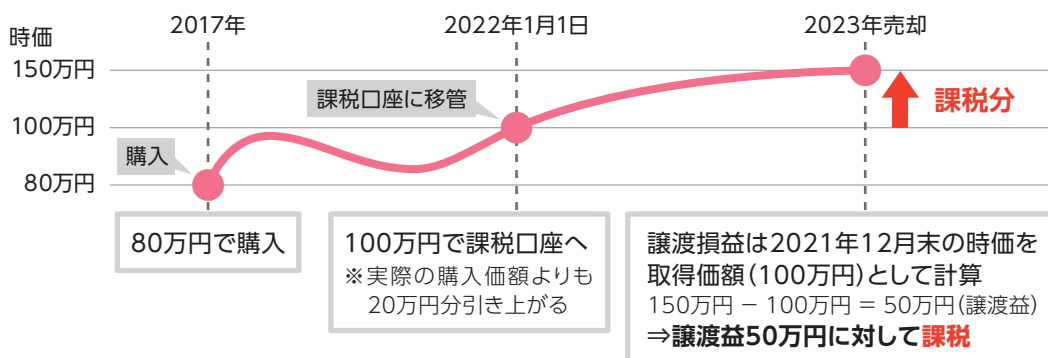 時価
2017年
2022年1月1日
2023年売却
150万円
100万円
80万円
購入
課税口座に移管
課税分
80万円で購入
100万円で課税口座へ
※実際の購入価額よりも
20万円分引き上がる
譲渡損益は2021年12月末の時価を
取得価額(100万円)として計算
150万円 － 100万円 = 50万円(譲渡益)
⇒譲渡益50万円に対して課税